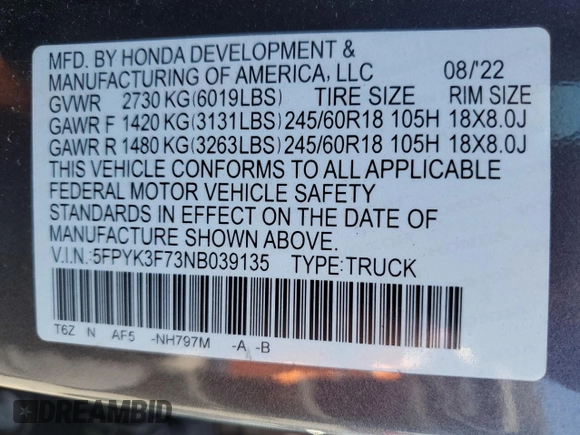 MFD. BY HONDA DEVELOPMENT &
MANUFACTURING OF AMERICA, LLC 08/'22
GVWR 2730 KG(6019LBS) TIRE SIZE RIM SIZE
GAWR F 1420 KG(3131LBS) 245/60R18 105H 18X8.0J
GAWR R 1480 KG(3263LBS) 245/60R18 105H 18X8.0J
THIS VEHICLE CONFORMS TO ALL APPLICABLE
FEDERAL MOTOR VEHICLE SAFETY
STANDARDS IN EFFECT ON THE DATE OF
MANUFACTURE SHOWN ABOVE.
V.I.N.:5FPYK3F73NB039135 TYPE:TRUCK
T6Z N AF5 -NH797M -A -B
DREAMBID